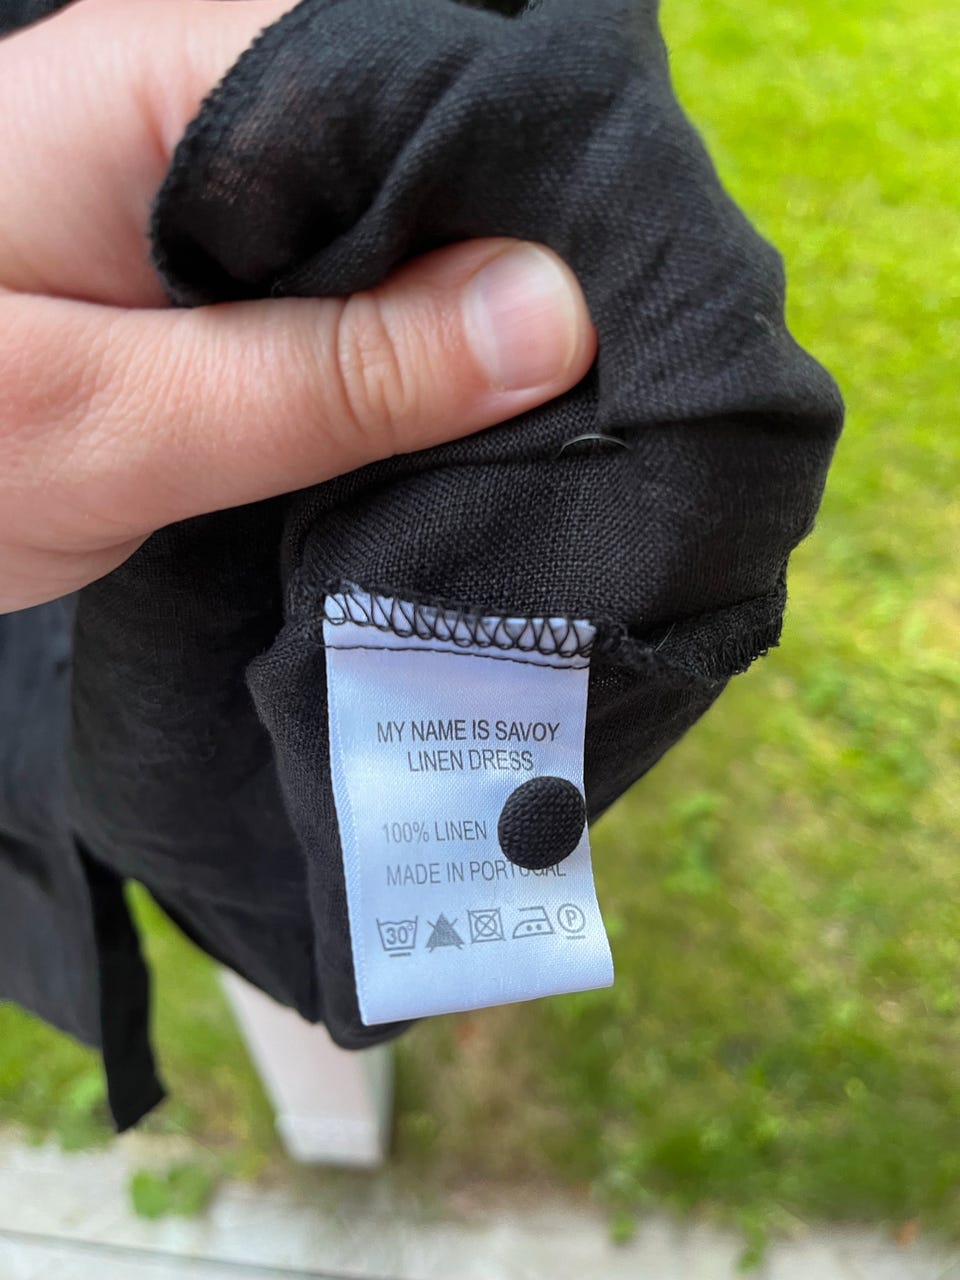 MY NAME IS SAVOY
LINEN DRESS
100% LINEN
MADE IN PORTUGAL
30°
P